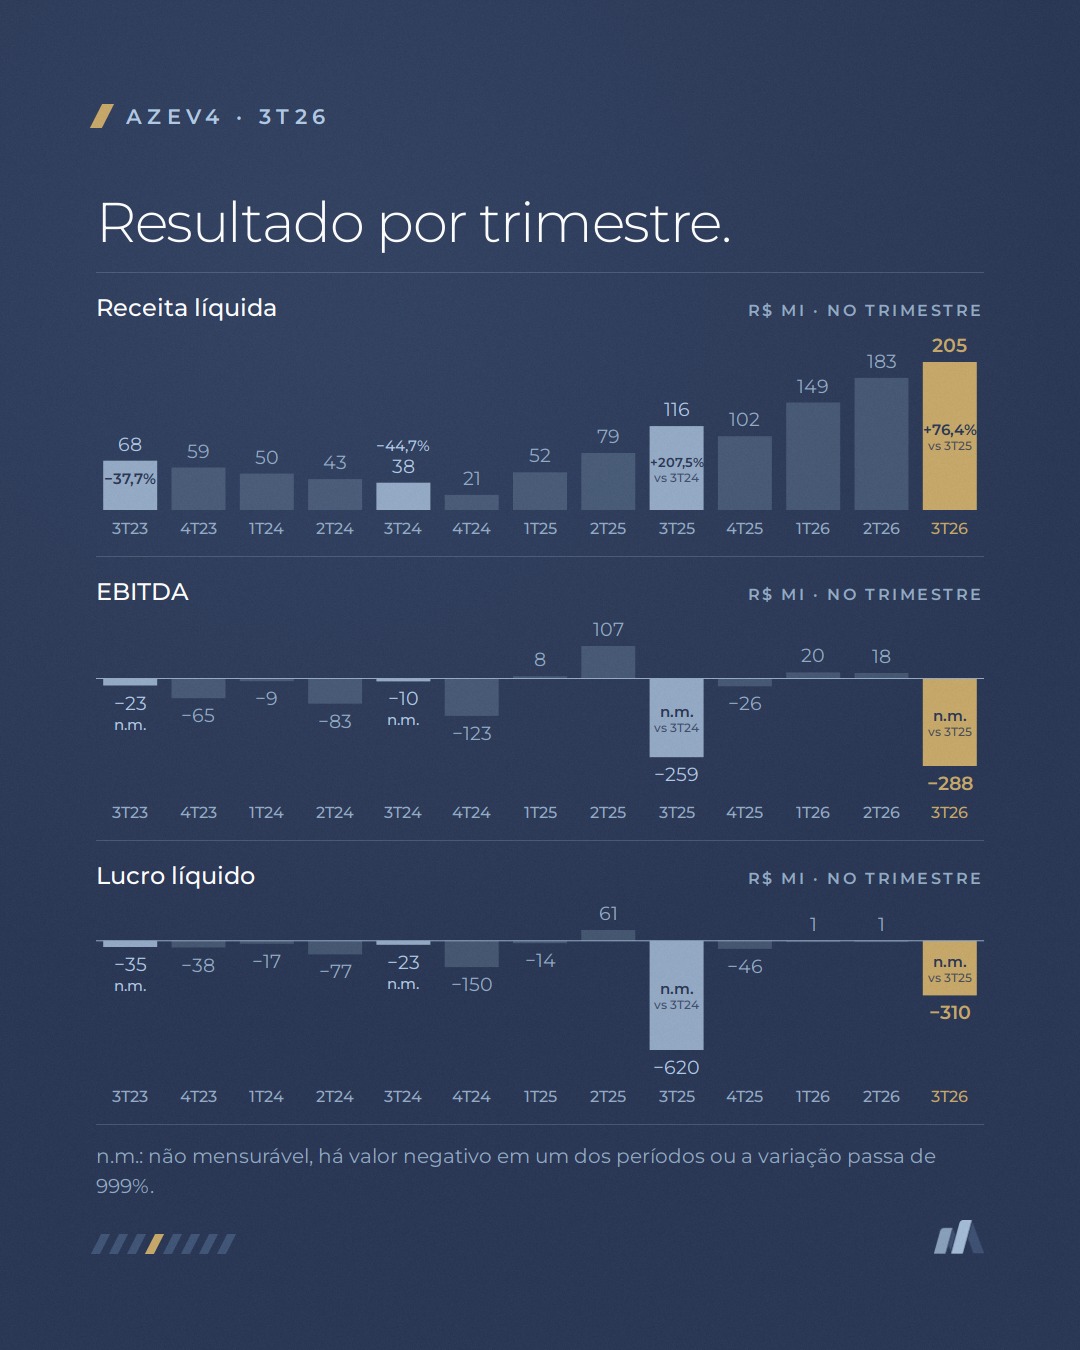 AZEV4 · 3T26
Resultado por trimestre.
Receita líquida
R$ MI · NO TRIMESTRE
68 59 50 43 −44,7% 38 21 52 79 116 102 149 183 205
−37,7% +207,5% vs 3T24 +76,4% vs 3T25
3T23 4T23 1T24 2T24 3T24 4T24 1T25 2T25 3T25 4T25 1T26 2T26 3T26
EBITDA
R$ MI · NO TRIMESTRE
−23 −65 −9 −83 −10 −123 8 107 −259 −26 20 18 −288
n.m. n.m. n.m. vs 3T24 n.m. vs 3T25
3T23 4T23 1T24 2T24 3T24 4T24 1T25 2T25 3T25 4T25 1T26 2T26 3T26
Lucro líquido
R$ MI · NO TRIMESTRE
−35 −38 −17 −77 −23 −150 −14 61 −620 −46 1 1 −310
n.m. n.m. n.m. vs 3T24 n.m. vs 3T25
3T23 4T23 1T24 2T24 3T24 4T24 1T25 2T25 3T25 4T25 1T26 2T26 3T26
n.m.: não mensurável, há valor negativo em um dos períodos ou a variação passa de
999%.